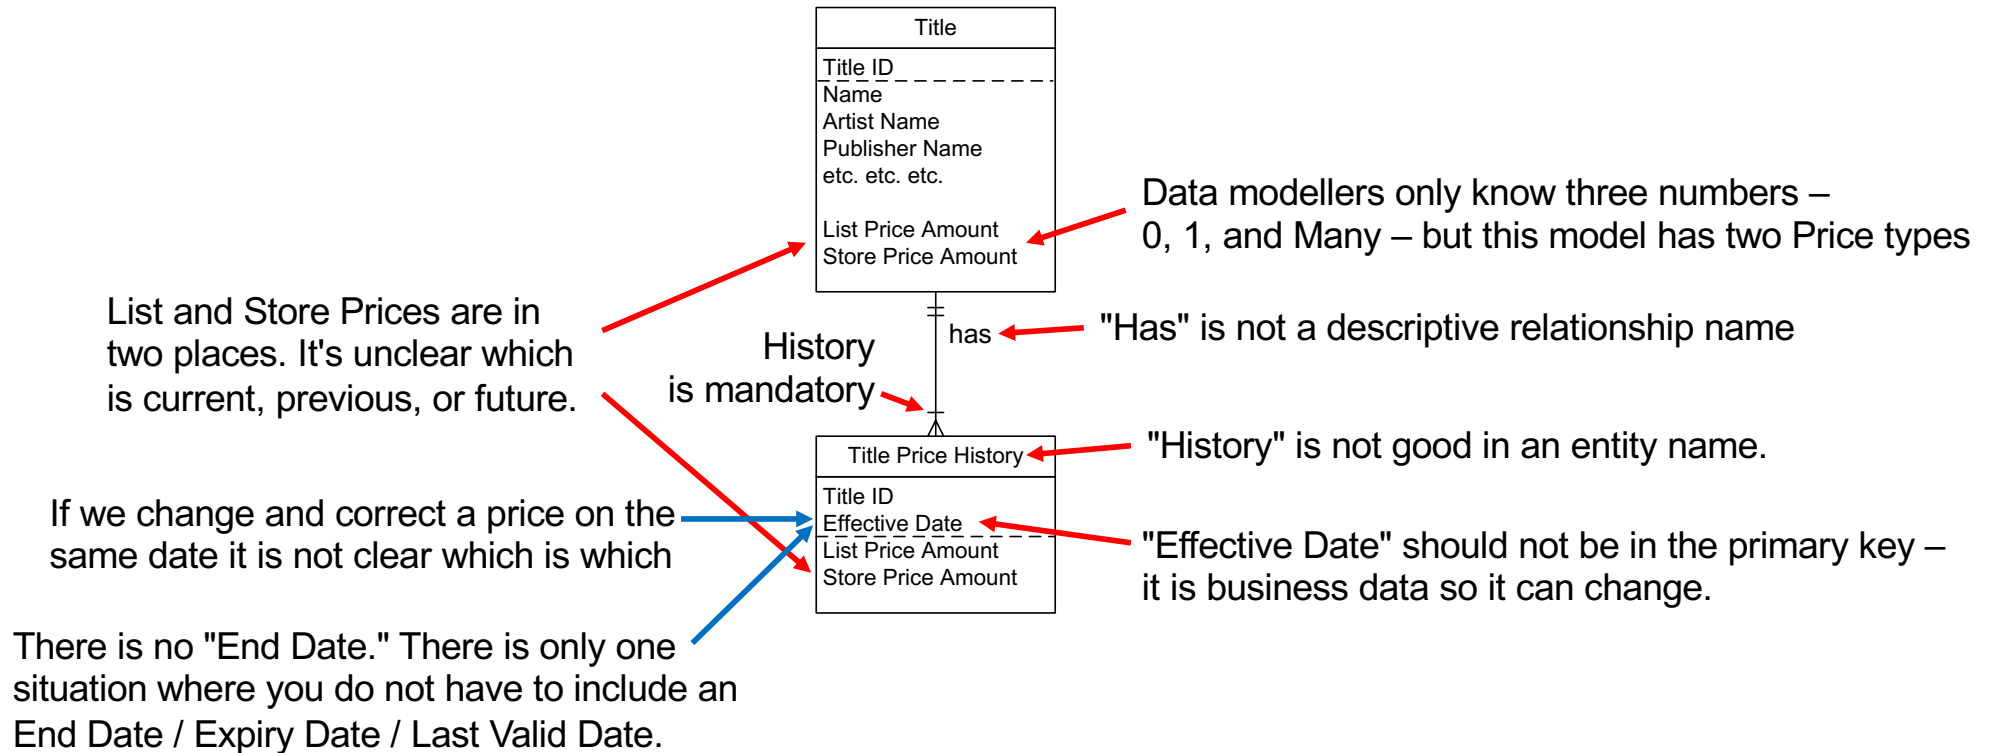 Title
Title ID
Name
Artist Name
Publisher Name
etc. etc. etc.
List Price Amount
Store Price Amount
Data modellers only know three numbers –
0, 1, and Many – but this model has two Price types
List and Store Prices are in
two places. It's unclear which
is current, previous, or future.
has
"Has" is not a descriptive relationship name
History
is mandatory
Title Price History
"History" is not good in an entity name.
Title ID
Effective Date
List Price Amount
Store Price Amount
If we change and correct a price on the
same date it is not clear which is which
"Effective Date" should not be in the primary key –
it is business data so it can change.
There is no "End Date." There is only one
situation where you do not have to include an
End Date / Expiry Date / Last Valid Date.